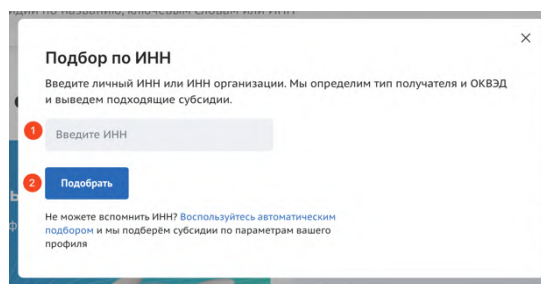 Подбор по ИНН
Введите личный ИНН или ИНН организации. Мы определим тип получателя и ОКВЭД
и выведем подходящие субсидии.
1
Введите ИНН
2
Подобрать
Не можете вспомнить ИНН? Воспользуйтесь автоматическим
подбором и мы подберём субсидии по параметрам вашего
профиля